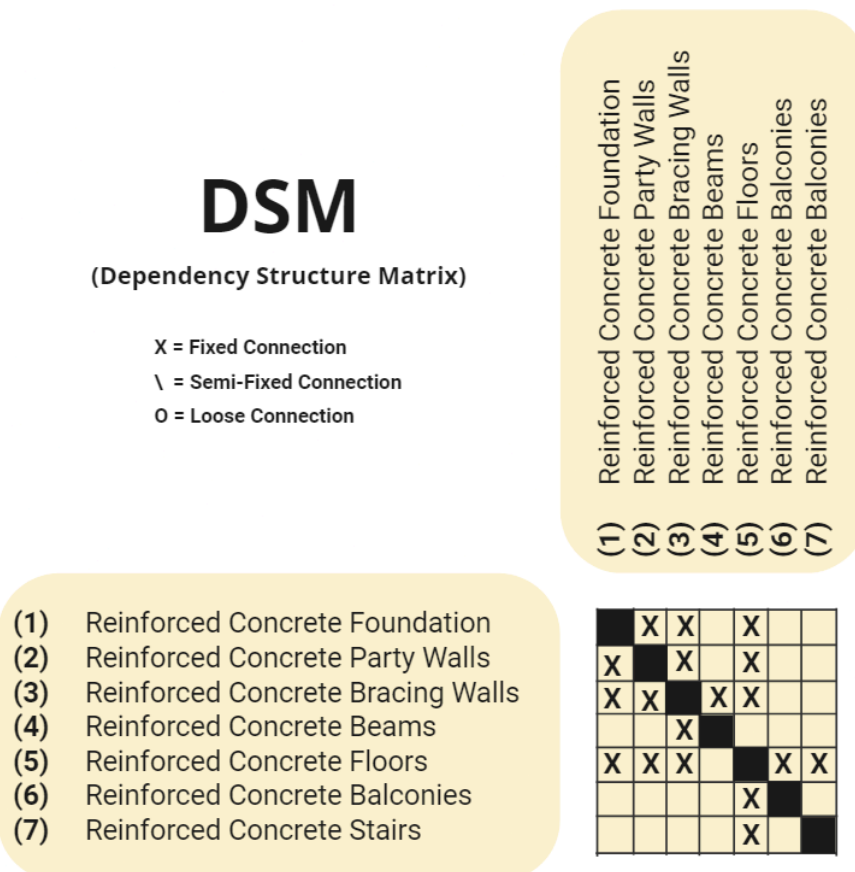 DSM
(Dependency Structure Matrix)
X = Fixed Connection
\ = Semi-Fixed Connection
O = Loose Connection
(1) Reinforced Concrete Foundation
(2) Reinforced Concrete Party Walls
(3) Reinforced Concrete Bracing Walls
(4) Reinforced Concrete Beams
(5) Reinforced Concrete Floors
(6) Reinforced Concrete Balconies
(7) Reinforced Concrete Balconies
(1) Reinforced Concrete Foundation
(2) Reinforced Concrete Party Walls
(3) Reinforced Concrete Bracing Walls
(4) Reinforced Concrete Beams
(5) Reinforced Concrete Floors
(6) Reinforced Concrete Balconies
(7) Reinforced Concrete Stairs
X X X
X X X
X X X X
X
X X X X X
X
X